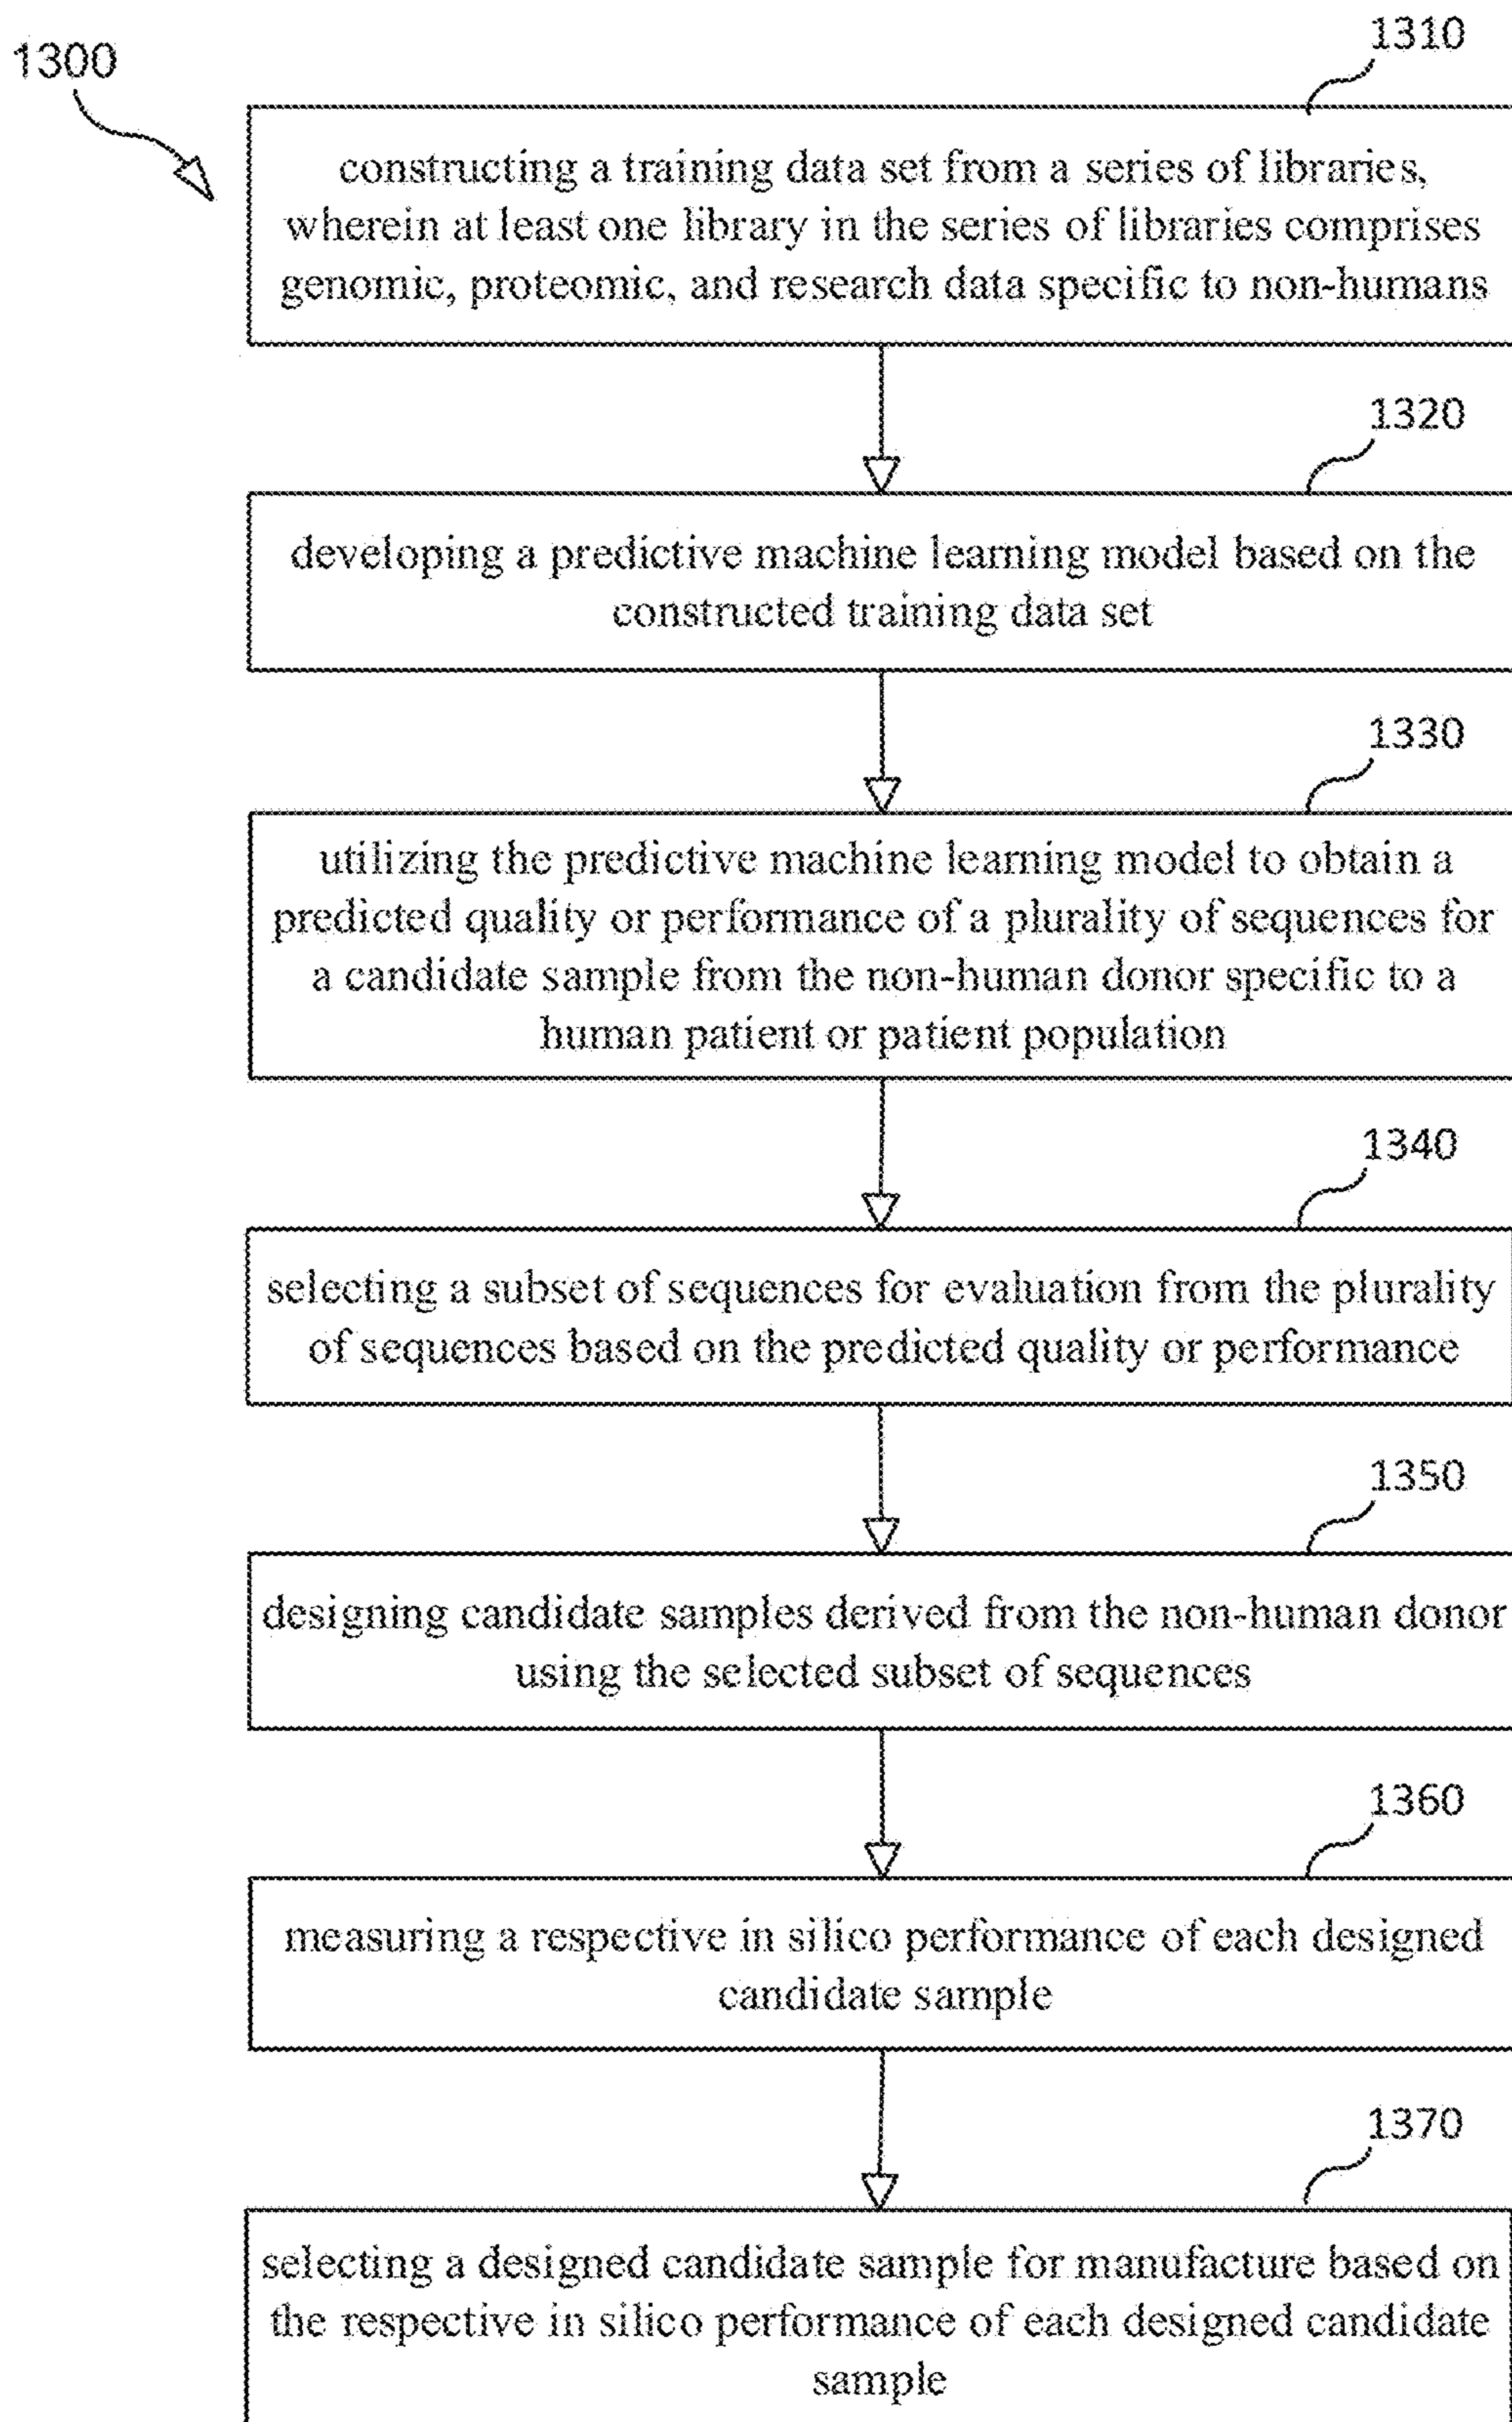 1300
1310
constructing a training data set from a series of libraries,
wherein at least one library in the series of libraries comprises
genomic, proteomic, and research data specific to non-humans
1320
developing a predictive machine learning model based on the
constructed training data set
1330
utilizing the predictive machine learning model to obtain a
predicted quality or performance of a plurality of sequences for
a candidate sample from the non-human donor specific to a
human patient or patient population
1340
selecting a subset of sequences for evaluation from the plurality
of sequences based on the predicted quality or performance
1350
designing candidate samples derived from the non-human donor
using the selected subset of sequences
1360
measuring a respective in silico performance of each designed
candidate sample
1370
selecting a designed candidate sample for manufacture based on
the respective in silico performance of each designed candidate
sample